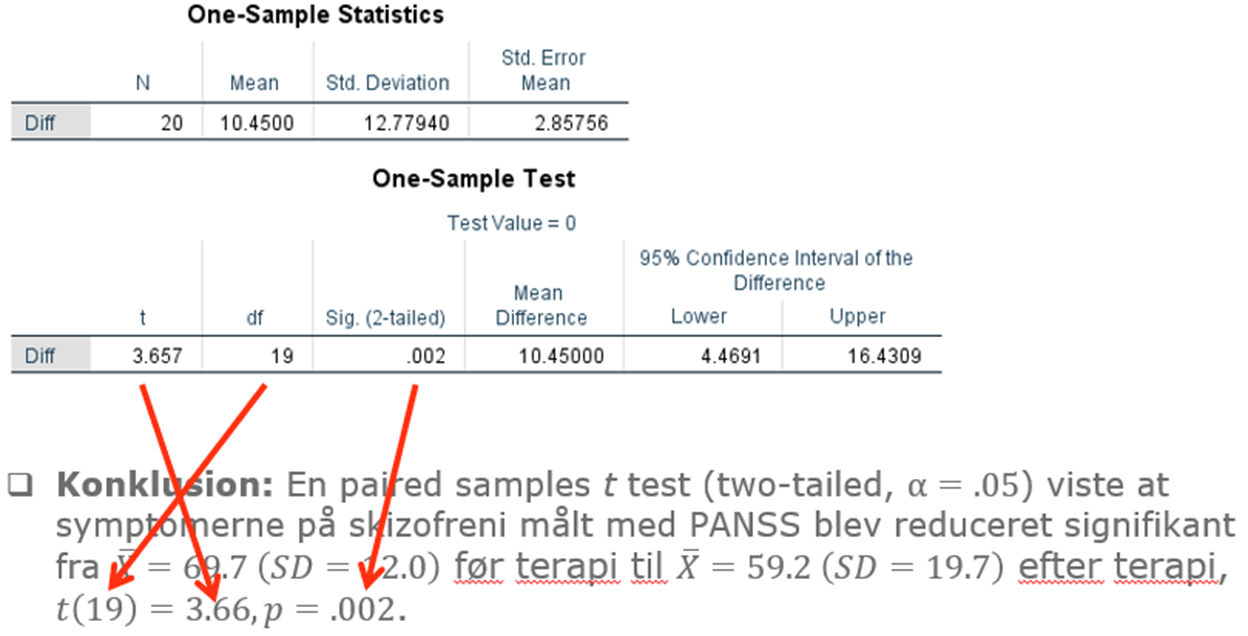 One-Sample Statistics
N Mean Std. Deviation Std. Error Mean
Diff 20 10.4500 12.77940 2.85756
One-Sample Test
Test Value = 0
95% Confidence Interval of the Difference
t df Sig. (2-tailed) Mean Difference Lower Upper
Diff 3.657 19 .002 10.45000 4.4691 16.4309
❑ Konklusion: En paired samples t test (two-tailed, α = .05) viste at
symptomerne på skizofreni målt med PANSS blev reduceret signifikant
fra X̄ = 69.7 (SD = 12.0) før terapi til X̄ = 59.2 (SD = 19.7) efter terapi,
t(19) = 3.66, p = .002.